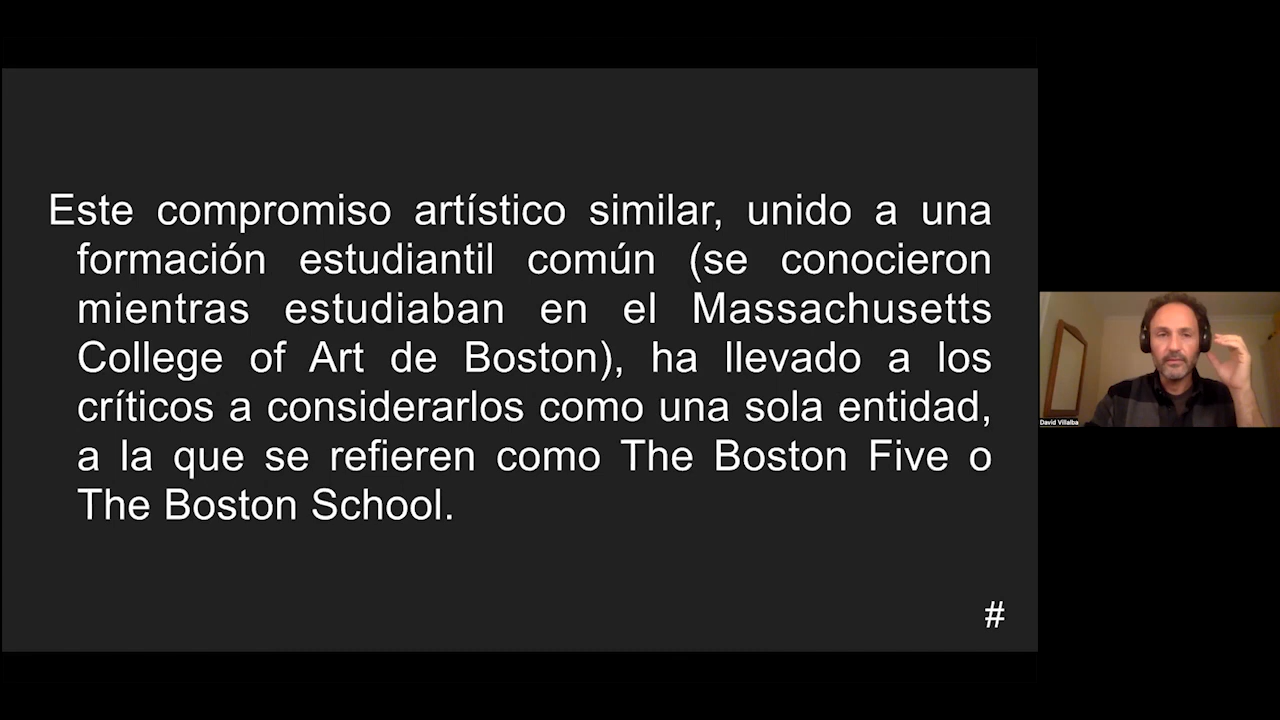 Este compromiso artístico similar, unido a una
formación estudiantil común (se conocieron
mientras estudiaban en el Massachusetts
College of Art de Boston), ha llevado a los
críticos a considerarlos como una sola entidad,
a la que se refieren como The Boston Five o
The Boston School.
#
David Villalba